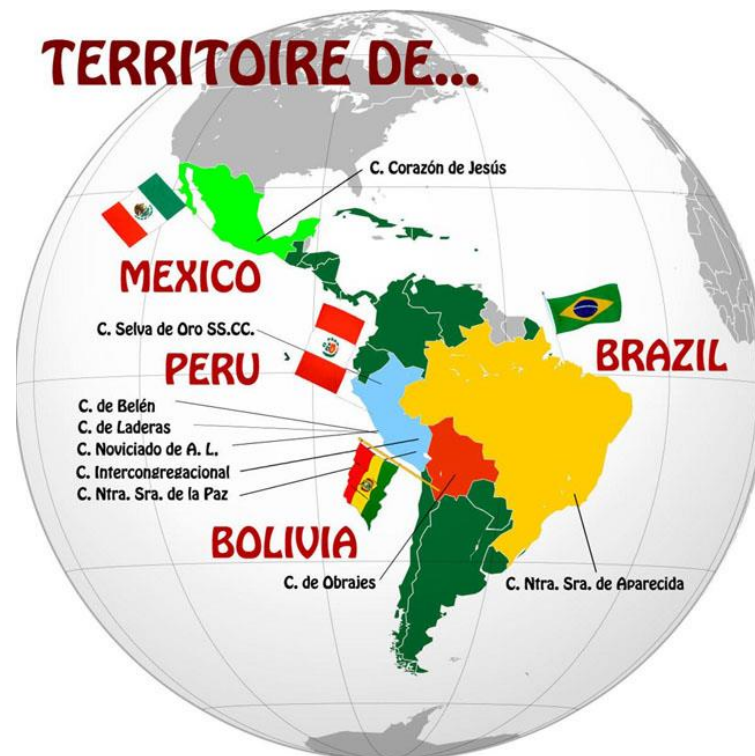 TERRITOIRE DE...
C. Corazón de Jesús
MEXICO
C. Selva de Oro SS.CC.
PERU
BRAZIL
C. de Belén
C. de Laderas
C. Noviciado de A. L,
C. Intercongregacional
C. Ntra. Sra. de la Paz
BOLIVIA
C. de Obrajes
C. Ntra. Sra. de Aparecida